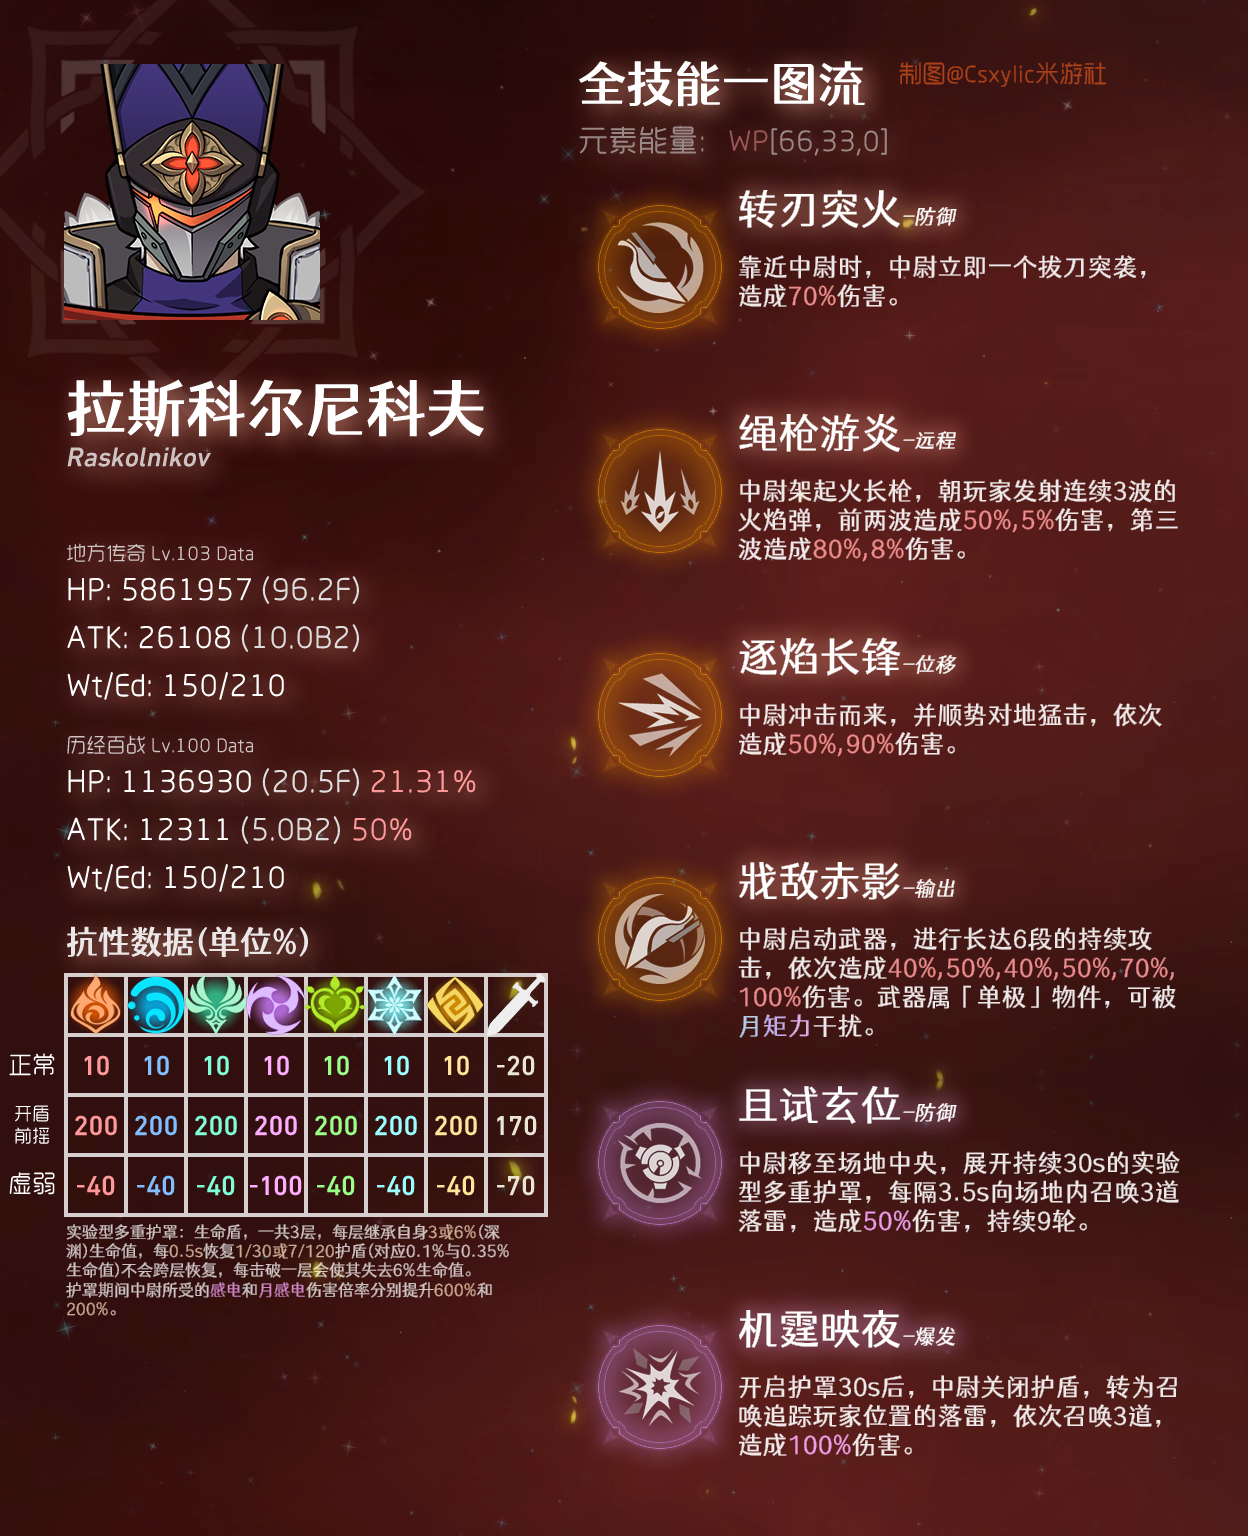 全技能一图流
制图@Csxylic米游社
元素能量: WP[66,33,0]
拉斯科尔尼科夫
Raskolnikov
地方传奇 Lv.103 Data
HP: 5861957 (96.2F)
ATK: 26108 (10.0B2)
Wt/Ed: 150/210
历经百战 Lv.100 Data
HP: 1136930 (20.5F) 21.31%
ATK: 12311 (5.0B2) 50%
Wt/Ed: 150/210
抗性数据(单位%)
正常 10 10 10 10 10 10 10 -20
开盾
前摇 200 200 200 200 200 200 200 170
虚弱 -40 -40 -40 -100 -40 -40 -40 -70
实验型多重护罩：生命盾，一共3层，每层继承自身3或6%(深
渊)生命值，每0.5s恢复1/30或7/120护盾(对应0.1%与0.35%
生命值)不会跨层恢复，每击破一层会使其失去6%生命值。
护罩期间中尉所受的感电和月感电伤害倍率分别提升600%和
200%。
转刃突火-防御
靠近中尉时，中尉立即一个拔刀突袭，
造成70%伤害。
绳枪游炎-远程
中尉架起火长枪，朝玩家发射连续3波的
火焰弹，前两波造成50%,5%伤害，第三
波造成80%,8%伤害。
逐焰长锋-位移
中尉冲击而来，并顺势对地猛击，依次
造成50%,90%伤害。
戕敌赤影-输出
中尉启动武器，进行长达6段的持续攻
击，依次造成40%,50%,40%,50%,70%,
100%伤害。武器属「单极」物件，可被
月矩力干扰。
且试玄位-防御
中尉移至场地中央，展开持续30s的实验
型多重护罩，每隔3.5s向场地内召唤3道
落雷，造成50%伤害，持续9轮。
机霆映夜-爆发
开启护罩30s后，中尉关闭护盾，转为召
唤追踪玩家位置的落雷，依次召唤3道，
造成100%伤害。